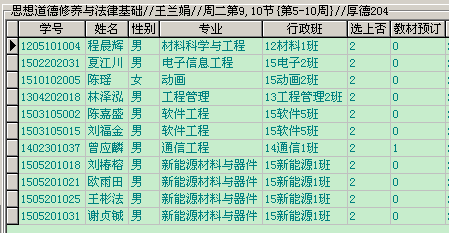 思想道德修养与法律基础//王兰娟//周二第9,10节{第5-10周}//厚德204
学号 姓名 性别 专业 行政班 选上否 教材预订
1205101004 程晨辉 男 材料科学与工程 12材料1班 2 0
1502202031 夏江川 男 电子信息工程 15电子2班 2 0
1510102005 陈瑶 女 动画 15动画2班 2 0
1304202018 林泽泓 男 工程管理 13工程管理2班 2 0
1503105002 陈嘉盛 男 软件工程 15软件5班 2 0
1503105015 刘福金 男 软件工程 15软件5班 2 0
1402301037 曾应麟 男 通信工程 14通信1班 2 1
1505201018 刘椿榕 男 新能源材料与器件 15新能源1班 2 0
1505201021 欧雨田 男 新能源材料与器件 15新能源1班 2 0
1505201025 王彬法 男 新能源材料与器件 15新能源1班 2 0
1505201031 谢贞铖 男 新能源材料与器件 15新能源1班 2 0